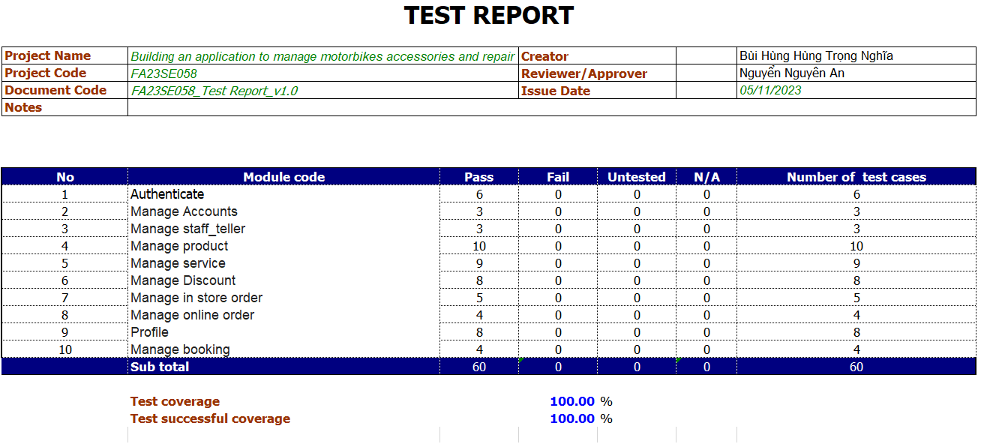 TEST REPORT
Project Name Building an application to manage motorbikes accessories and repair Creator Bùi Hùng Hùng Trọng Nghĩa
Project Code FA23SE058 Reviewer/Approver Nguyển Nguyên An
Document Code FA23SE058_Test Report_v1.0 Issue Date 05/11/2023
Notes
No Module code Pass Fail Untested N/A Number of test cases
1 Authenticate 6 0 0 0 6
2 Manage Accounts 3 0 0 0 3
3 Manage staff_teller 3 0 0 0 3
4 Manage product 10 0 0 0 10
5 Manage service 9 0 0 0 9
6 Manage Discount 8 0 0 0 8
7 Manage in store order 5 0 0 0 5
8 Manage online order 4 0 0 0 4
9 Profile 8 0 0 0 8
10 Manage booking 4 0 0 0 4
Sub total 60 0 0 0 60
Test coverage 100.00 %
Test successful coverage 100.00 %